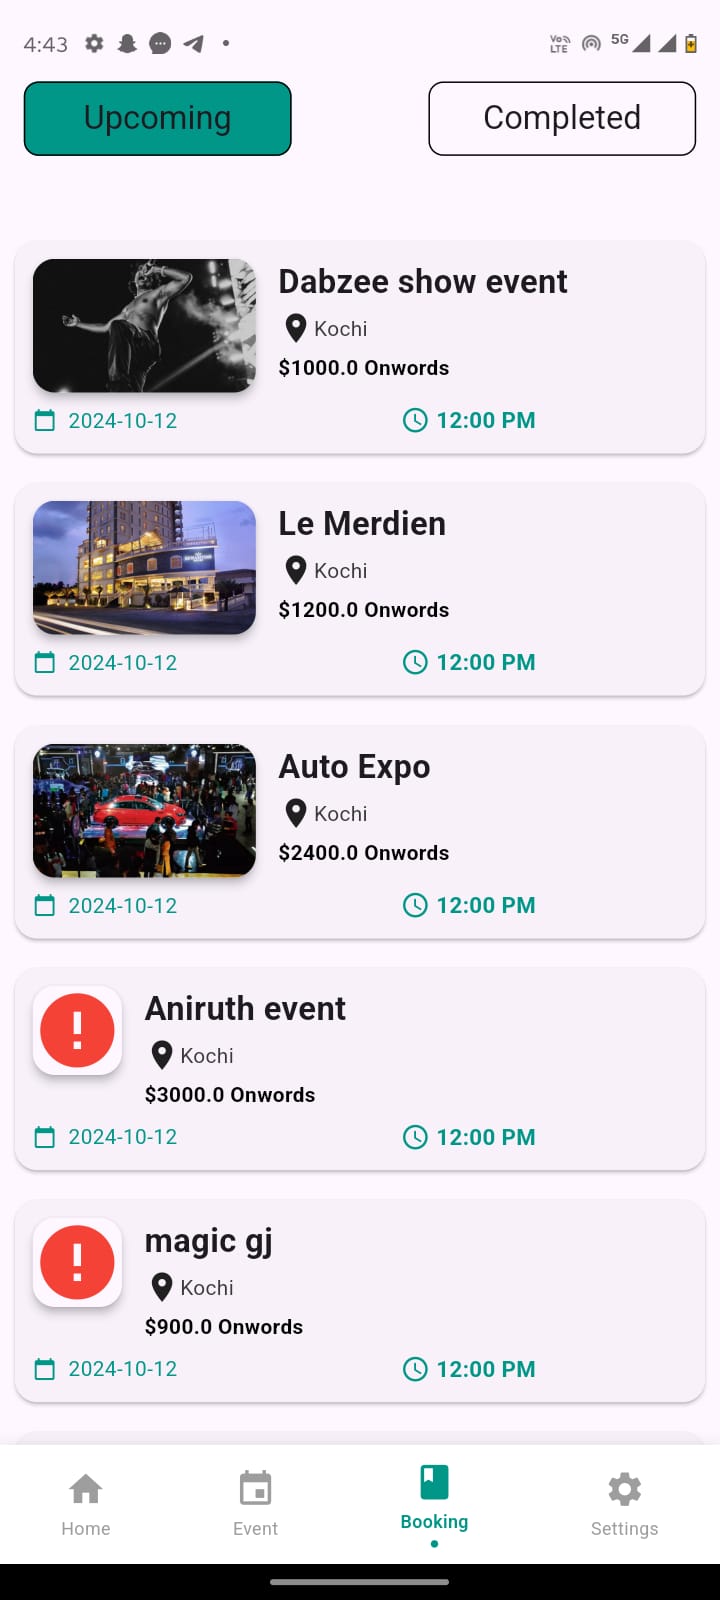 4:43
Vo LTE 5G
Upcoming
Completed
Dabzee show event
Kochi
$1000.0 Onwords
2024-10-12
12:00 PM
Le Merdien
Kochi
$1200.0 Onwords
2024-10-12
12:00 PM
Auto Expo
Kochi
$2400.0 Onwords
2024-10-12
12:00 PM
Aniruth event
Kochi
$3000.0 Onwords
2024-10-12
12:00 PM
magic gj
Kochi
$900.0 Onwords
2024-10-12
12:00 PM
Home
Event
Booking
Settings